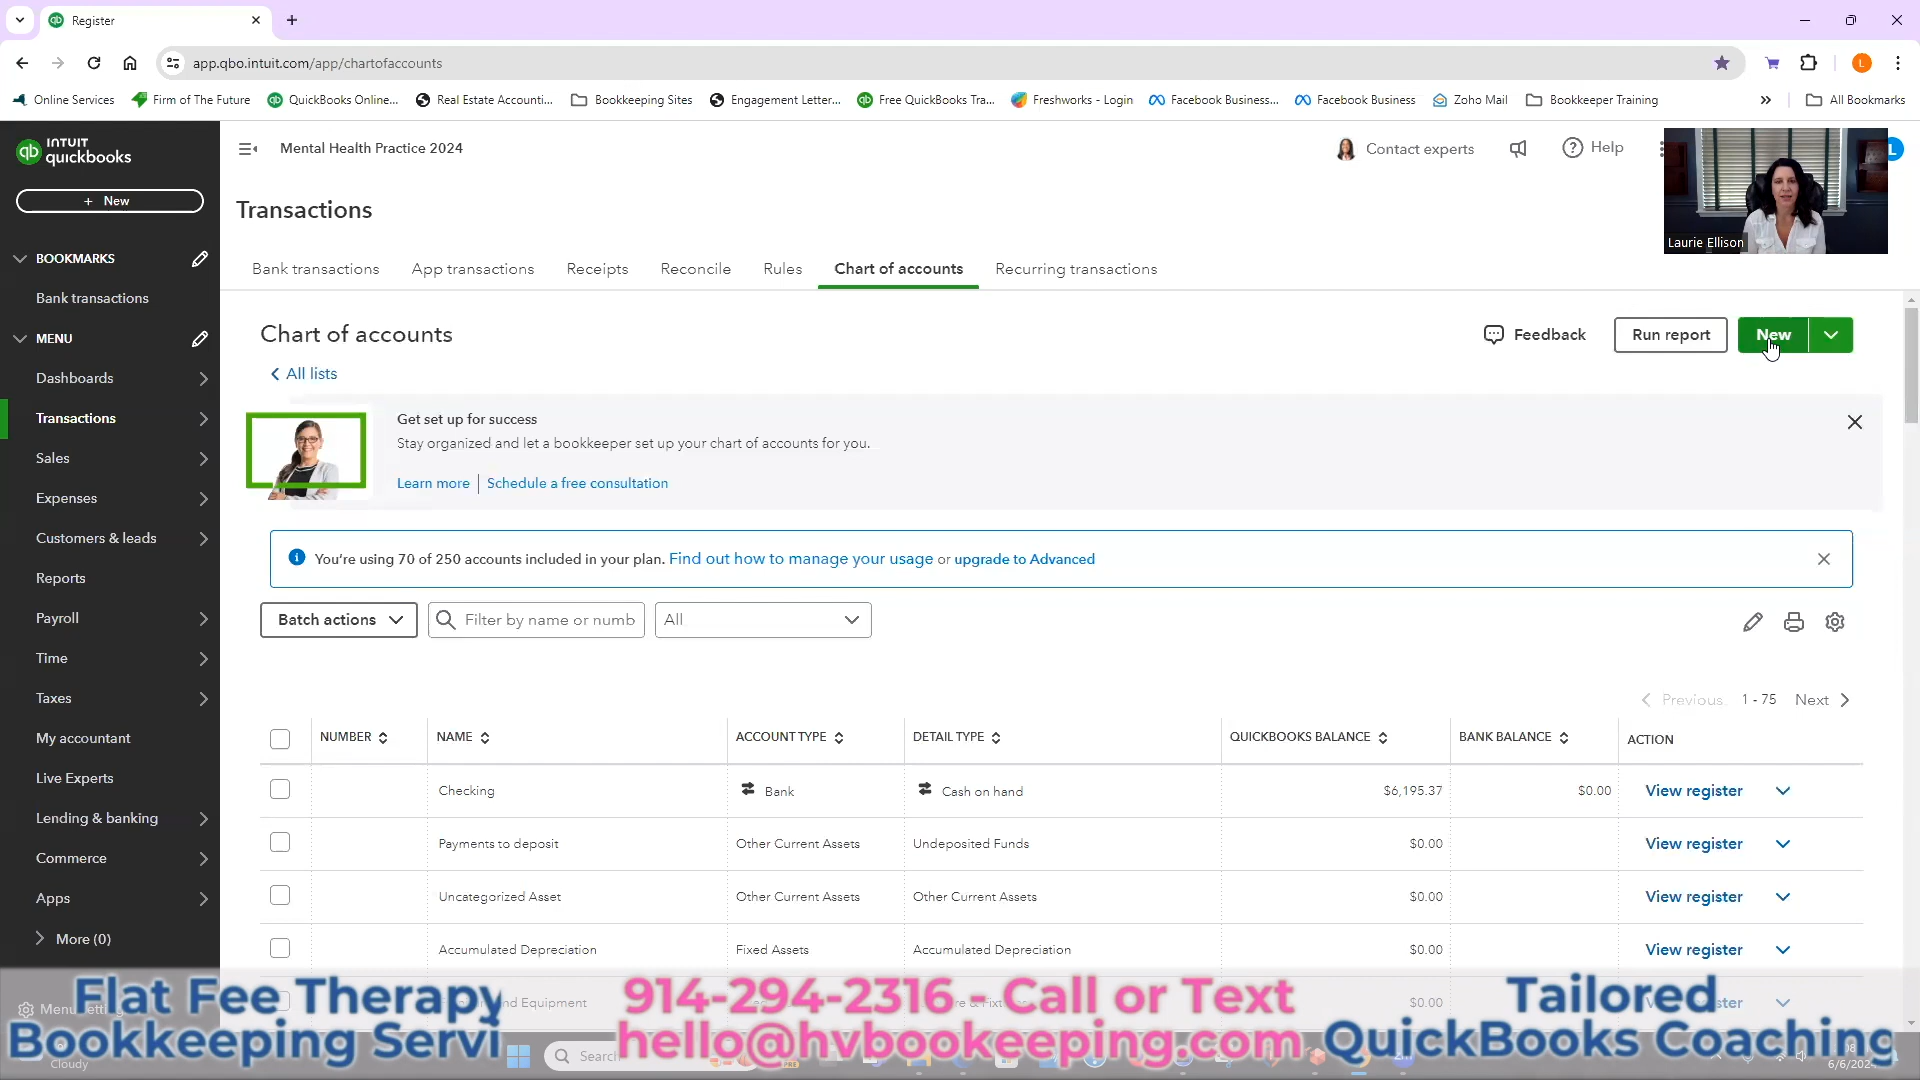 Register
app.qbo.intuit.com/app/chartofaccounts
Online Services
Firm of The Future
QuickBooks Online...
Real Estate Accounti...
Bookkeeping Sites
Engagement Letter...
Free QuickBooks Tra...
Freshworks - Login
Facebook Business...
Facebook Business
Zoho Mail
Bookkeeper Training
All Bookmarks
INTUIT
quickbooks
Mental Health Practice 2024
Contact experts
Help
L
Laurie Ellison
+ New
Transactions
Bank transactions
App transactions
Receipts
Reconcile
Rules
Chart of accounts
Recurring transactions
BOOKMARKS
Bank transactions
MENU
Dashboards
Transactions
Sales
Expenses
Customers & leads
Reports
Payroll
Time
Taxes
My accountant
Live Experts
Lending & banking
Commerce
Apps
More (0)
Chart of accounts
Feedback
Run report
New
All lists
Get set up for success
Stay organized and let a bookkeeper set up your chart of accounts for you.
Learn more | Schedule a free consultation
You're using 70 of 250 accounts included in your plan. Find out how to manage your usage or upgrade to Advanced
Batch actions
Filter by name or numb
All
Previous 1 - 75 Next
NUMBER NAME ACCOUNT TYPE DETAIL TYPE QUICKBOOKS BALANCE BANK BALANCE ACTION
Checking Bank Cash on hand $6,195.37 $0.00 View register
Payments to deposit Other Current Assets Undeposited Funds $0.00 View register
Uncategorized Asset Other Current Assets Other Current Assets $0.00 View register
Accumulated Depreciation Fixed Assets Accumulated Depreciation $0.00 View register
$0.00
Flat Fee Therapy
Bookkeeping Servi
914-294-2316 - Call or Text
hello@hvbookeeping.com
Tailored
QuickBooks Coaching
Cloudy
Search